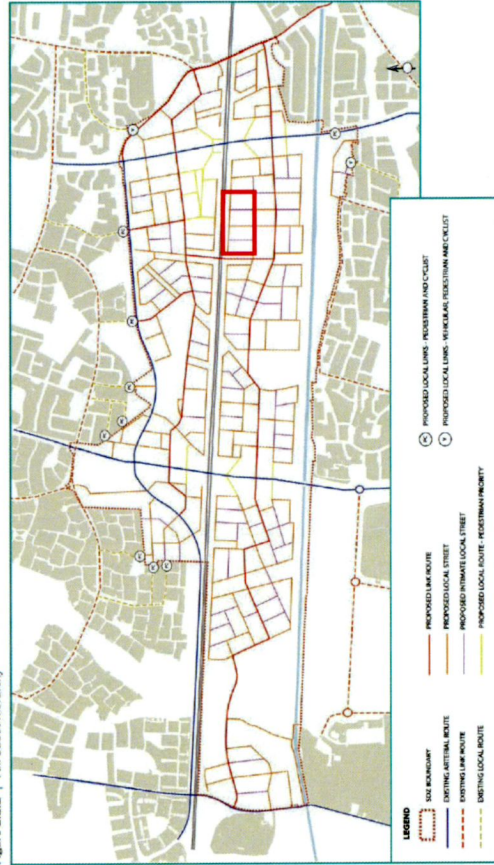 LEGEND
SDZ BOUNDARY
EXISTING ARTERIAL ROUTE
EXISTING LINK ROUTE
EXISTING LOCAL ROUTE
PROPOSED LINK ROUTE
PROPOSED LOCAL STREET
PROPOSED INTIMATE LOCAL STREET
PROPOSED LOCAL ROUTE - PEDESTRIAN PRIORITY
PROPOSED LOCAL LINKS - PEDESTRIAN AND CYCLIST
PROPOSED LOCAL LINKS - VEHICULAR, PEDESTRIAN AND CYCLIST